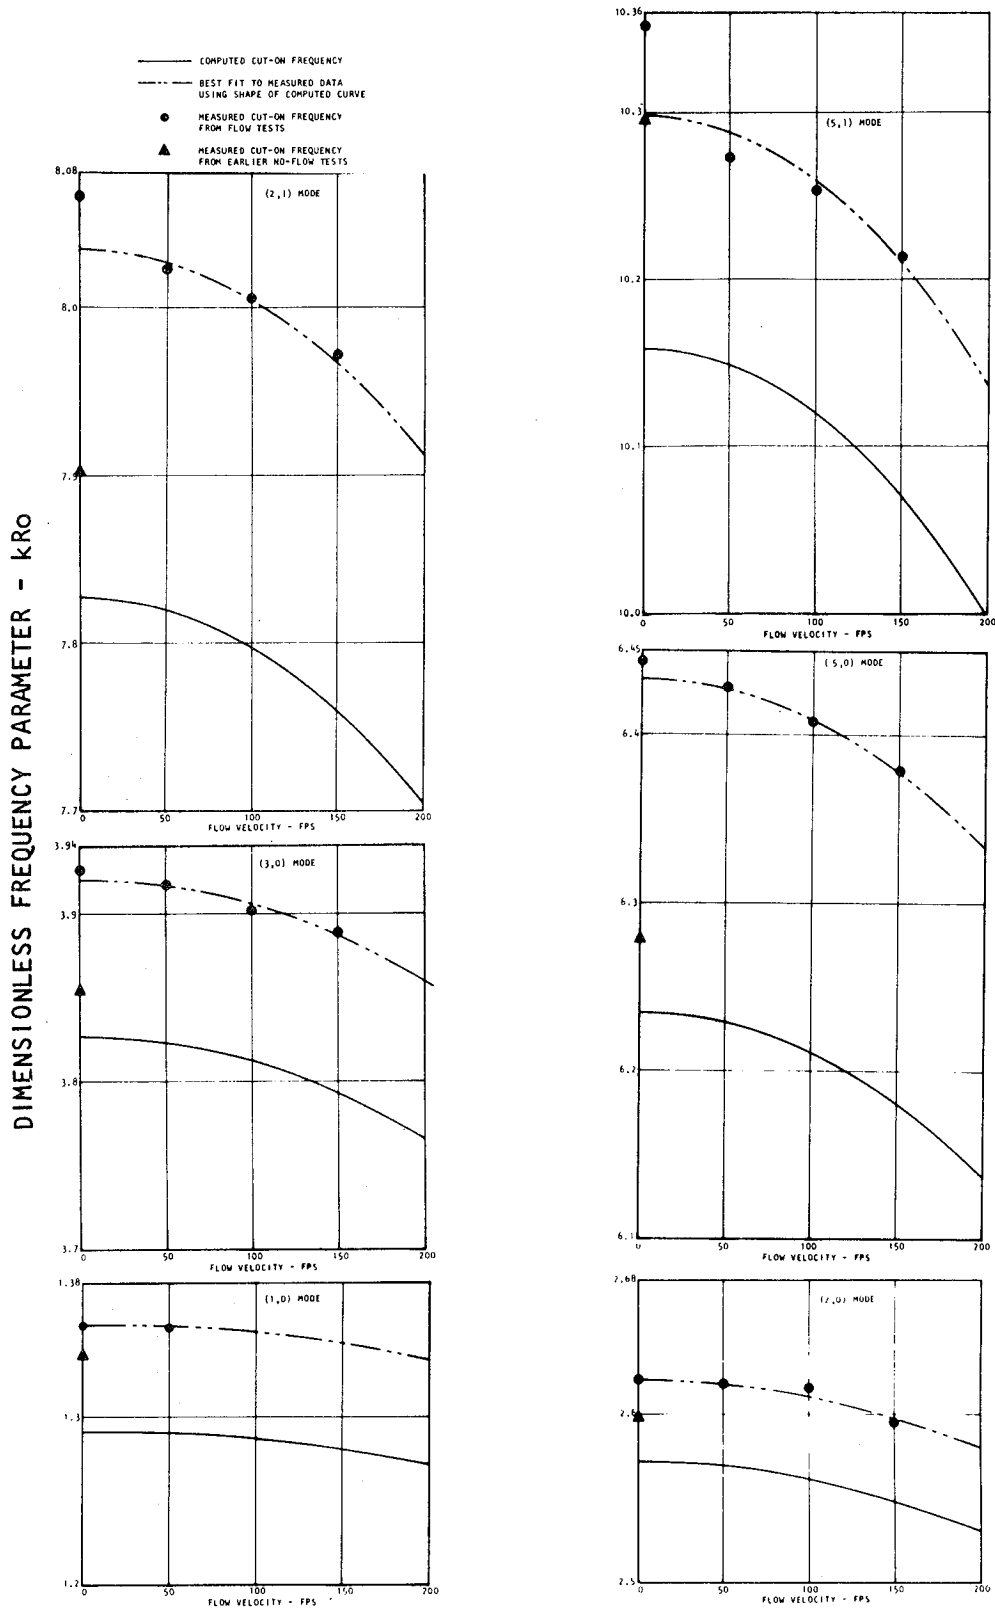 COMPUTED CUT-ON FREQUENCY
BEST FIT TO MEASURED DATA
USING SHAPE OF COMPUTED CURVE
MEASURED CUT-ON FREQUENCY
FROM FLOW TESTS
MEASURED CUT-ON FREQUENCY
FROM EARLIER NO-FLOW TESTS
DIMENSIONLESS FREQUENCY PARAMETER - kRo
8.08
(2,1) MODE
8.0
7.9
7.8
7.7
0 50 100 150 200
FLOW VELOCITY - FPS
3.94
(3,0) MODE
3.9
3.8
3.7
0 50 100 150 200
FLOW VELOCITY - FPS
1.38
(1,0) MODE
1.3
1.2
0 50 100 150 200
FLOW VELOCITY - FPS
10.36
10.3
(5,1) MODE
10.2
10.1
10.0
0 50 100 150 200
FLOW VELOCITY - FPS
6.45
(5,0) MODE
6.4
6.3
6.2
6.1
0 50 100 150 200
FLOW VELOCITY - FPS
2.68
(2,0) MODE
2.6
2.5
0 50 100 150 200
FLOW VELOCITY - FPS